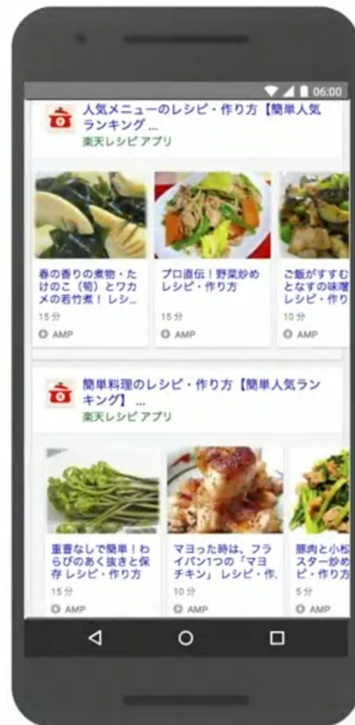 06:00
人気メニューのレシピ・作り方【簡単人気
ランキング ...
楽天レシピ アプリ
春の香りの煮物・た
けのこ（筍）とワカ
メの若竹煮！ レシ...
15 分
AMP
プロ直伝！野菜炒め
レシピ・作り方
15 分
AMP
ご飯がすすむ
となすの味噌
レシピ・作り
10 分
AMP
簡単料理のレシピ・作り方【簡単人気ラン
キング】 ...
楽天レシピ アプリ
重曹なしで簡単！わ
らびのあく抜きと保
存 レシピ・作り方
15 分
AMP
マヨった時は、フラ
イパン1つの「マヨ
チキン」 レシピ・作.
10 分
AMP
豚肉と小松
スター炒め
ピ・作り方
5 分
AMP